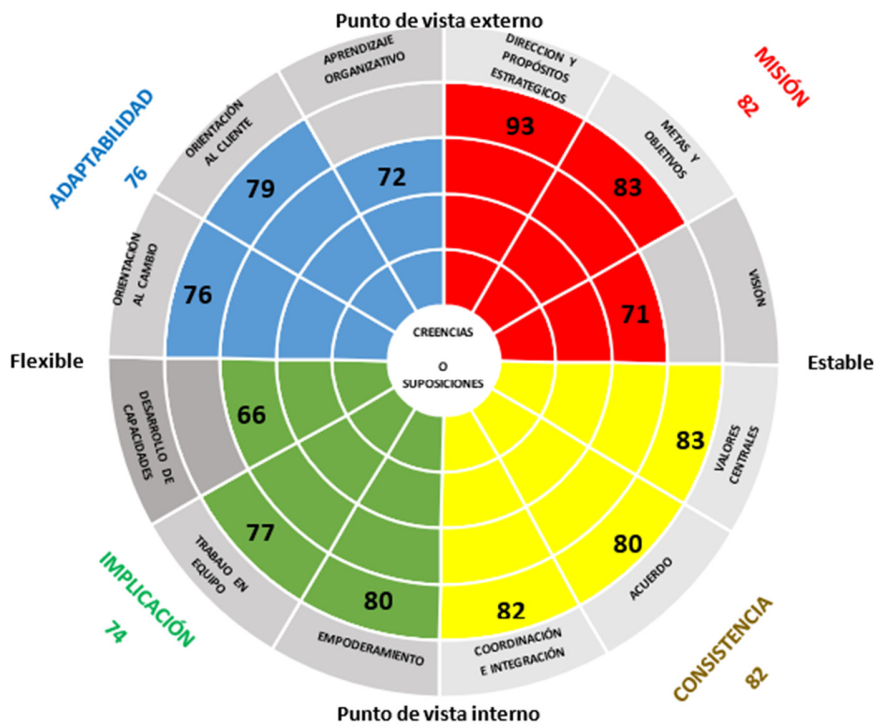 Punto de vista externo
APRENDIZAJE
ORGANIZATIVO
DIRECCION Y
PROPÓSITOS
ESTRATEGICOS
MISIÓN
82
ADAPTABILIDAD
76
ORIENTACIÓN
AL CLIENTE
METAS Y
OBJETIVOS
93
83
72
79
ORIENTACIÓN
AL CAMBIO
76
71
VISIÓN
CREENCIAS
O
SUPOSICIONES
Flexible
Estable
DESARROLLO DE
CAPACIDADES
66
83
VALORES
CENTRALES
77
80
TRABAJO EN
EQUIPO
ACUERDO
80
82
IMPLICACIÓN
74
EMPODERAMIENTO
COORDINACIÓN
E INTEGRACIÓN
CONSISTENCIA
82
Punto de vista interno